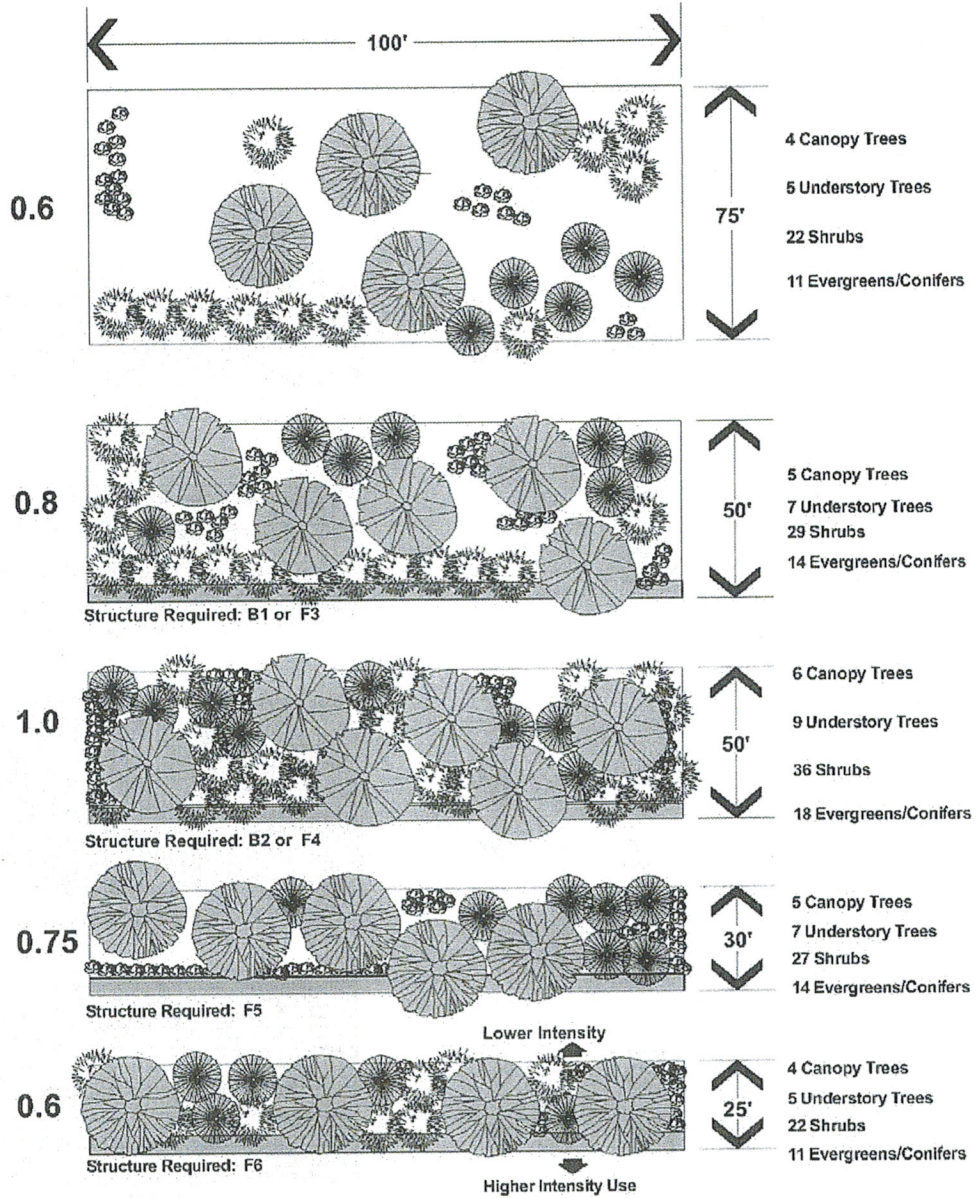 100'
0.6
75'
4 Canopy Trees
5 Understory Trees
22 Shrubs
11 Evergreens/Conifers
0.8
50'
5 Canopy Trees
7 Understory Trees
29 Shrubs
14 Evergreens/Conifers
Structure Required: B1 or F3
1.0
50'
6 Canopy Trees
9 Understory Trees
36 Shrubs
18 Evergreens/Conifers
Structure Required: B2 or F4
0.75
30'
5 Canopy Trees
7 Understory Trees
27 Shrubs
14 Evergreens/Conifers
Structure Required: F5
Lower Intensity
0.6
25'
4 Canopy Trees
5 Understory Trees
22 Shrubs
11 Evergreens/Conifers
Structure Required: F6
Higher Intensity Use